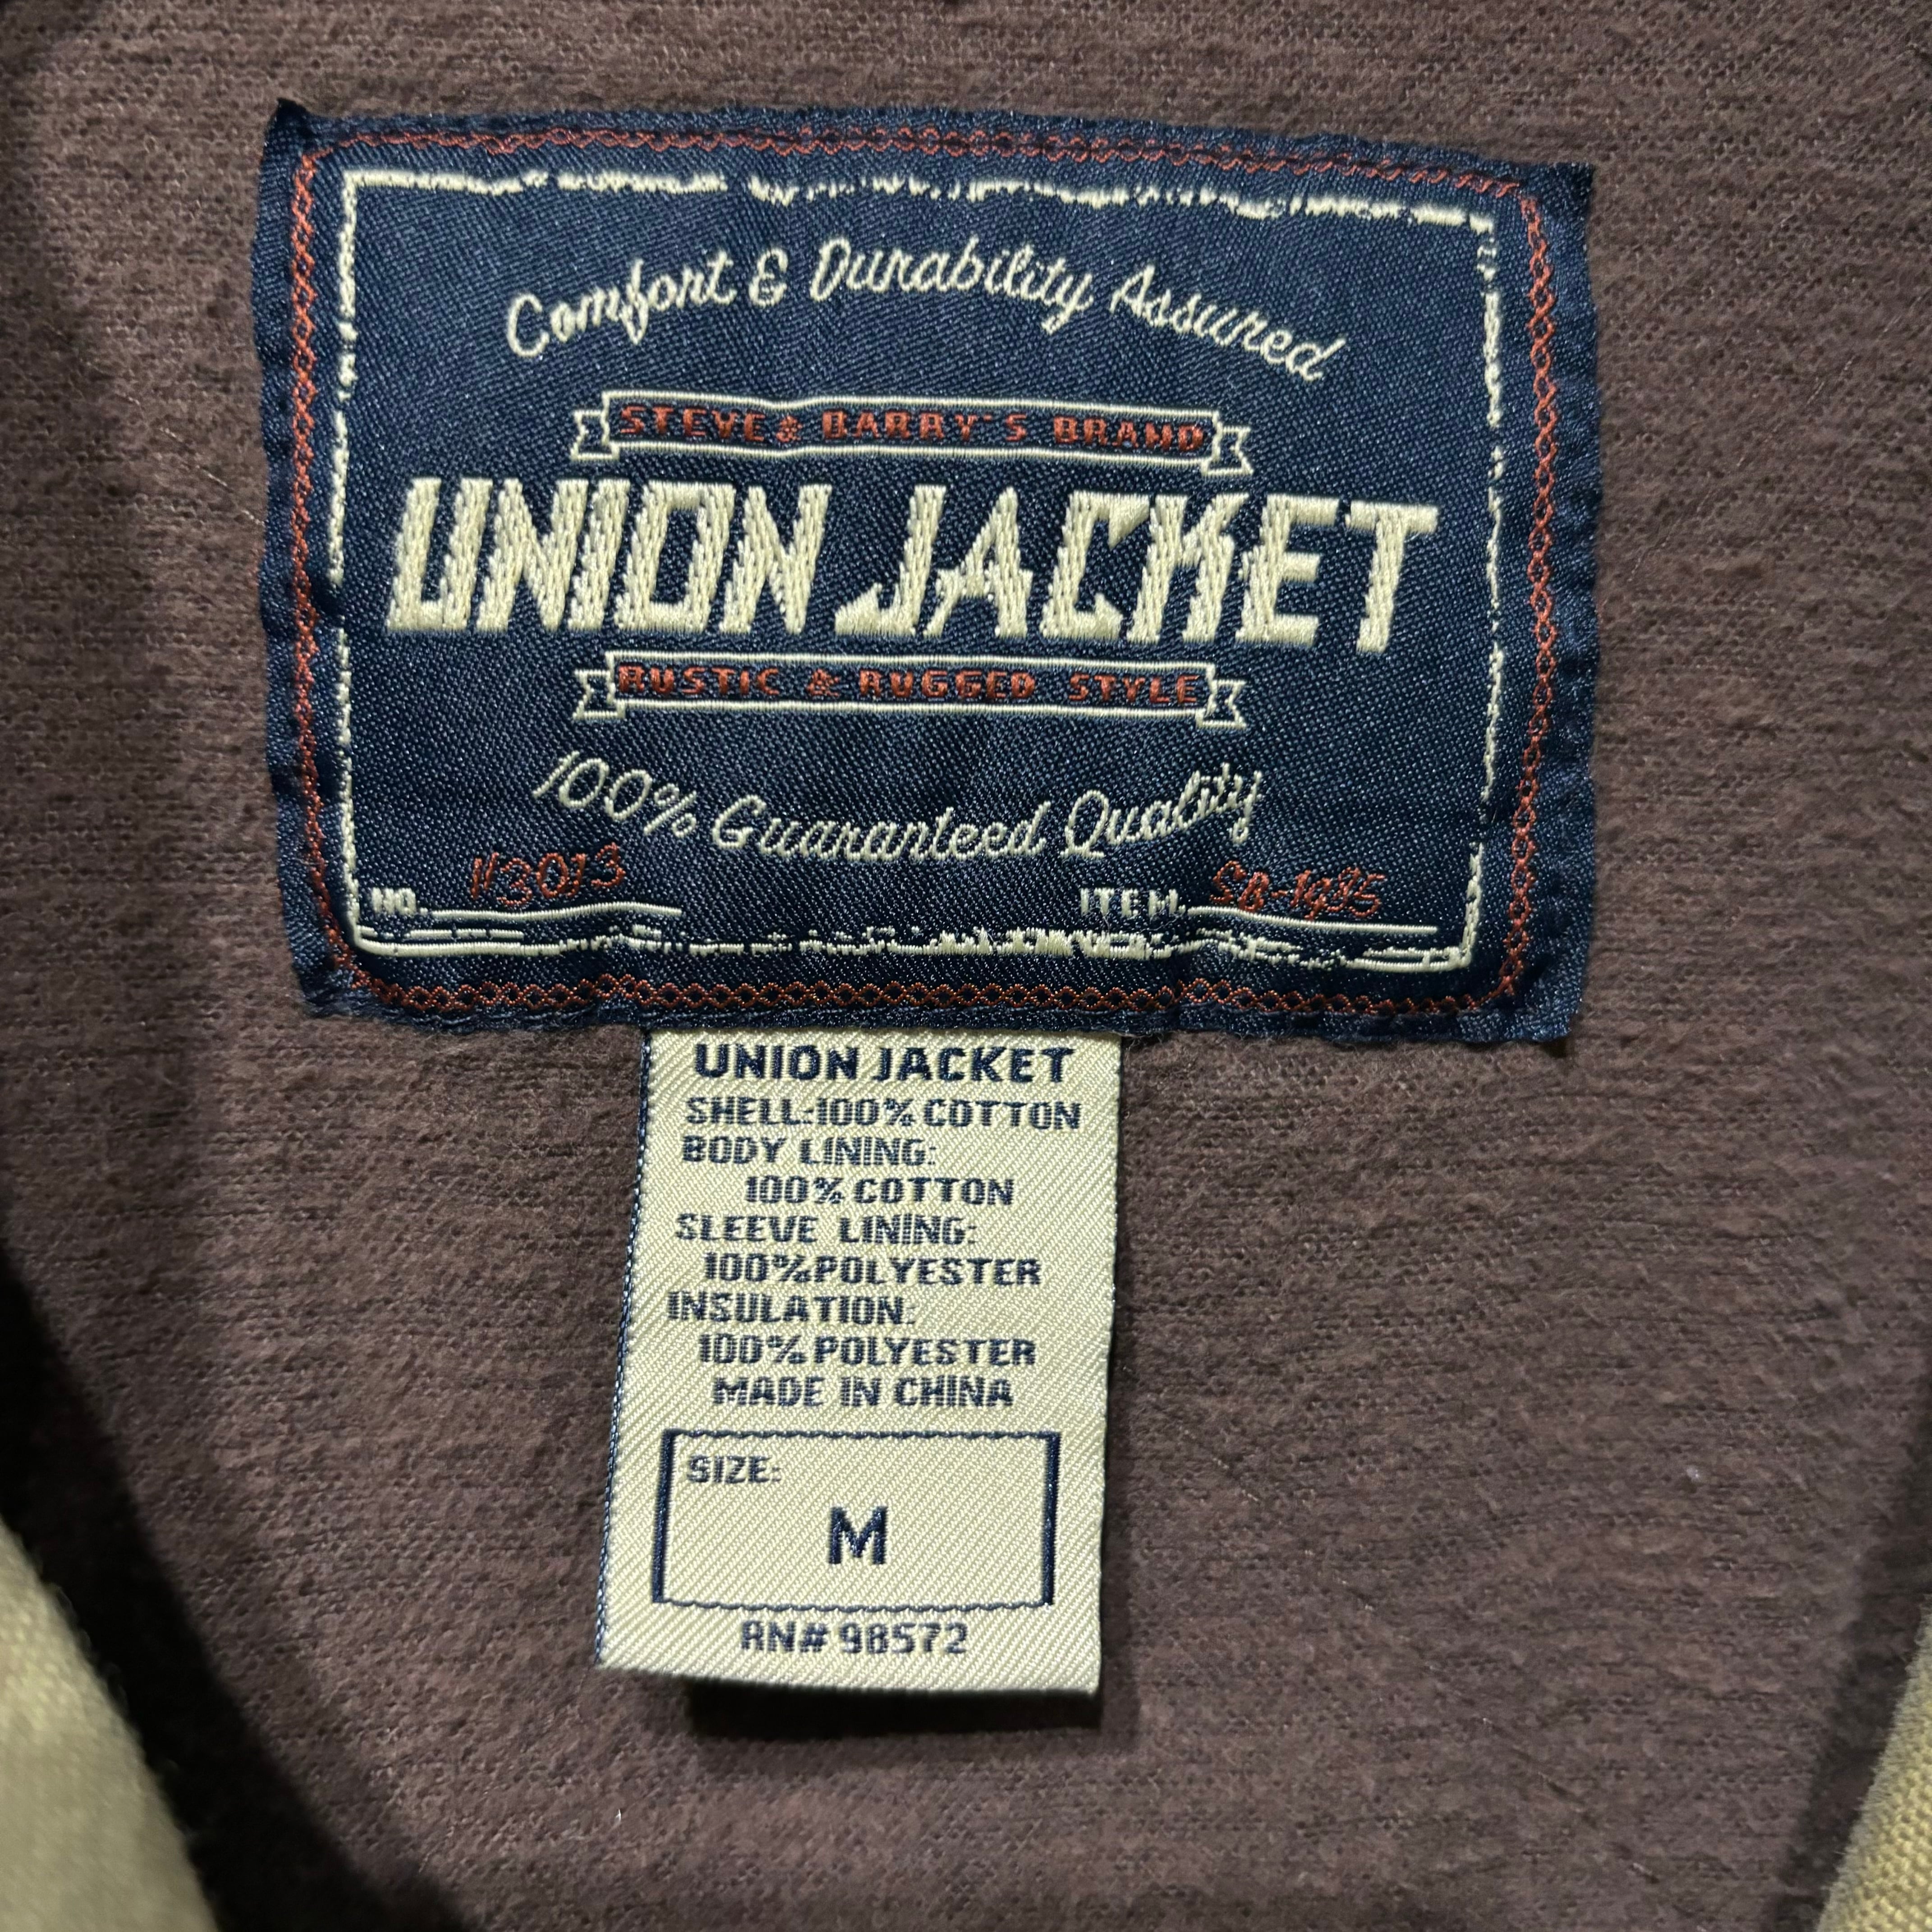 Comfort & Durability Assured
STEVE & BARRY'S BRAND
UNION JACKET
RUSTIC & RUGGED STYLE
100% Guaranteed Quality
NO. 113013 ITEM. SB-1985
UNION JACKET
SHELL:100% COTTON
BODY LINING:
100% COTTON
SLEEVE LINING:
100%POLYESTER
INSULATION:
100%POLYESTER
MADE IN CHINA
SIZE:
M
RN# 98572